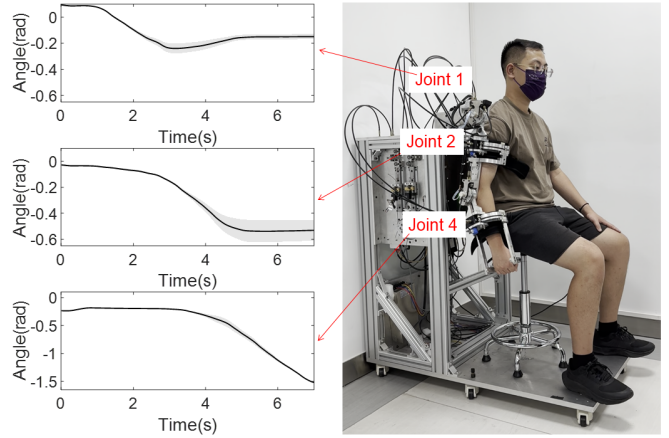 Angle(rad)
0
-0.2
-0.4
-0.6
0 2 4 6
Time(s)
Angle(rad)
0
-0.2
-0.4
-0.6
0 2 4 6
Time(s)
Angle(rad)
0
-0.5
-1
-1.5
0 2 4 6
Time(s)
Joint 1
Joint 2
Joint 4